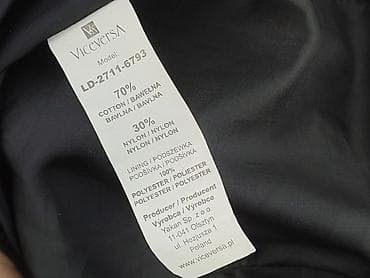 VICEVERSA
Model:
LD-2711-6793
70%
COTTON / BAWEŁNA
BAVLNA / BAVLNA
30%
NYLON / NYLON
NYLON / NYLON
LINING / PODSZEWKA
PODŠÍVKA / PODŠÍVKA
100%
POLYESTER / POLIESTER
POLYESTER / POLYESTER
Producer / Producent
Výrobca / Výrobce
Yakan Sp. z o.o.
11-041 Olsztyn
ul. Hozjusza 1
Poland
www.viceversa.pl